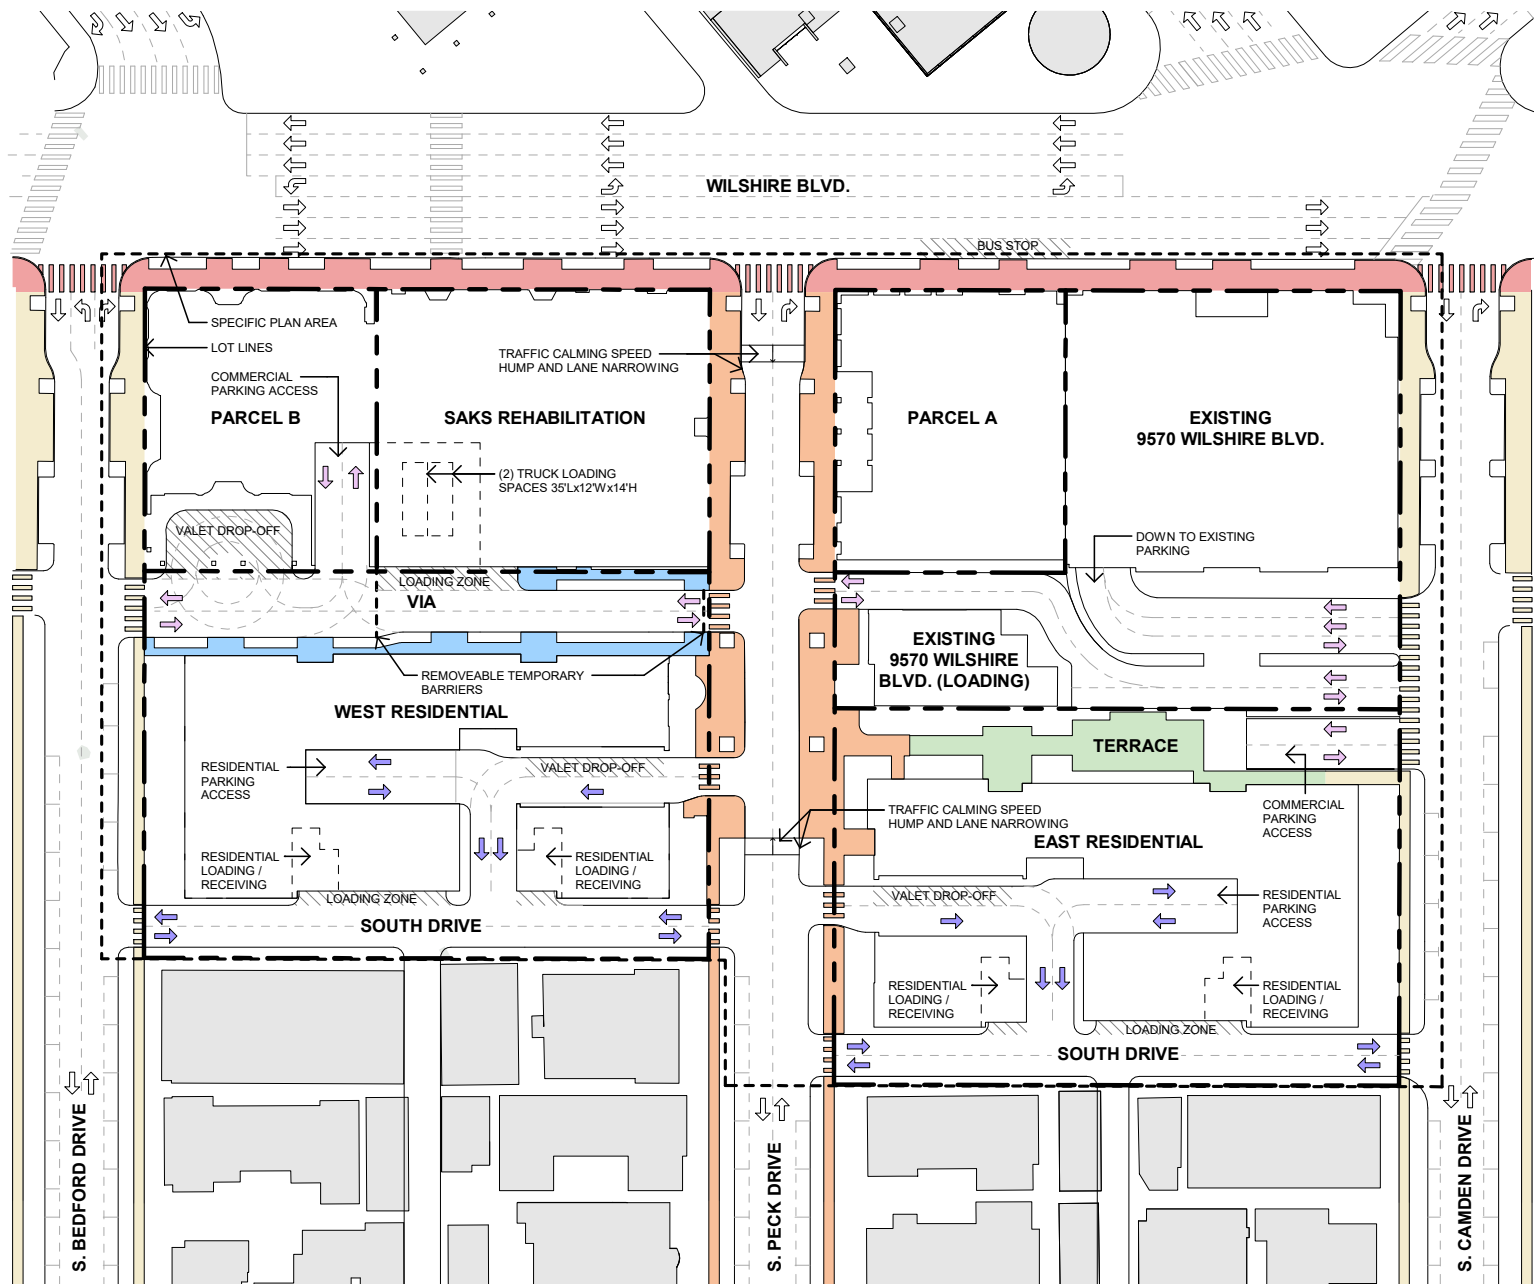 WILSHIRE BLVD.
BUS STOP
SPECIFIC PLAN AREA
LOT LINES
COMMERCIAL
PARKING ACCESS
TRAFFIC CALMING SPEED
HUMP AND LANE NARROWING
PARCEL B
SAKS REHABILITATION
PARCEL A
EXISTING
9570 WILSHIRE BLVD.
(2) TRUCK LOADING
SPACES 35'Lx12'Wx14'H
VALET DROP-OFF
DOWN TO EXISTING
PARKING
LOADING ZONE
VIA
EXISTING
9570 WILSHIRE
BLVD. (LOADING)
REMOVEABLE TEMPORARY
BARRIERS
WEST RESIDENTIAL
TERRACE
RESIDENTIAL
PARKING
ACCESS
VALET DROP-OFF
TRAFFIC CALMING SPEED
HUMP AND LANE NARROWING
COMMERCIAL
PARKING
ACCESS
EAST RESIDENTIAL
RESIDENTIAL
LOADING /
RECEIVING
RESIDENTIAL
LOADING /
RECEIVING
LOADING ZONE
VALET DROP-OFF
RESIDENTIAL
PARKING
ACCESS
SOUTH DRIVE
RESIDENTIAL
LOADING /
RECEIVING
RESIDENTIAL
LOADING /
RECEIVING
LOADING ZONE
SOUTH DRIVE
S. BEDFORD DRIVE
S. PECK DRIVE
S. CAMDEN DRIVE